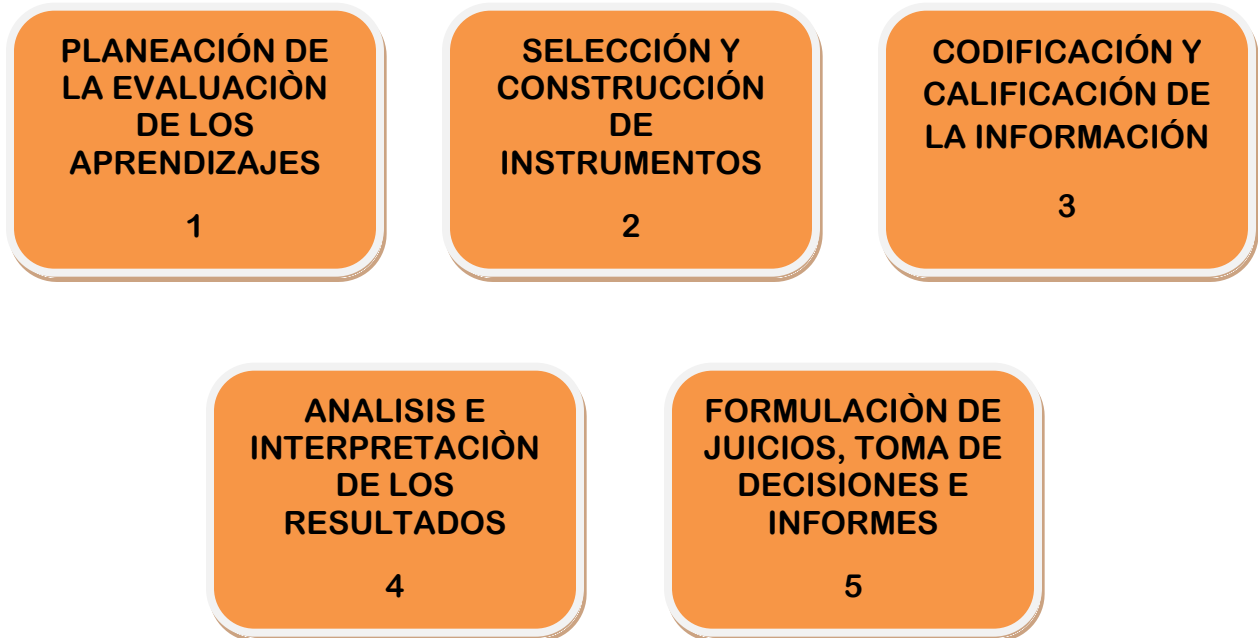 PLANEACIÓN DE
LA EVALUACIÒN
DE LOS
APRENDIZAJES
1
SELECCIÓN Y
CONSTRUCCIÓN
DE
INSTRUMENTOS
2
CODIFICACIÓN Y
CALIFICACIÓN DE
LA INFORMACIÓN
3
ANALISIS E
INTERPRETACIÒN
DE LOS
RESULTADOS
4
FORMULACIÒN DE
JUICIOS, TOMA DE
DECISIONES E
INFORMES
5